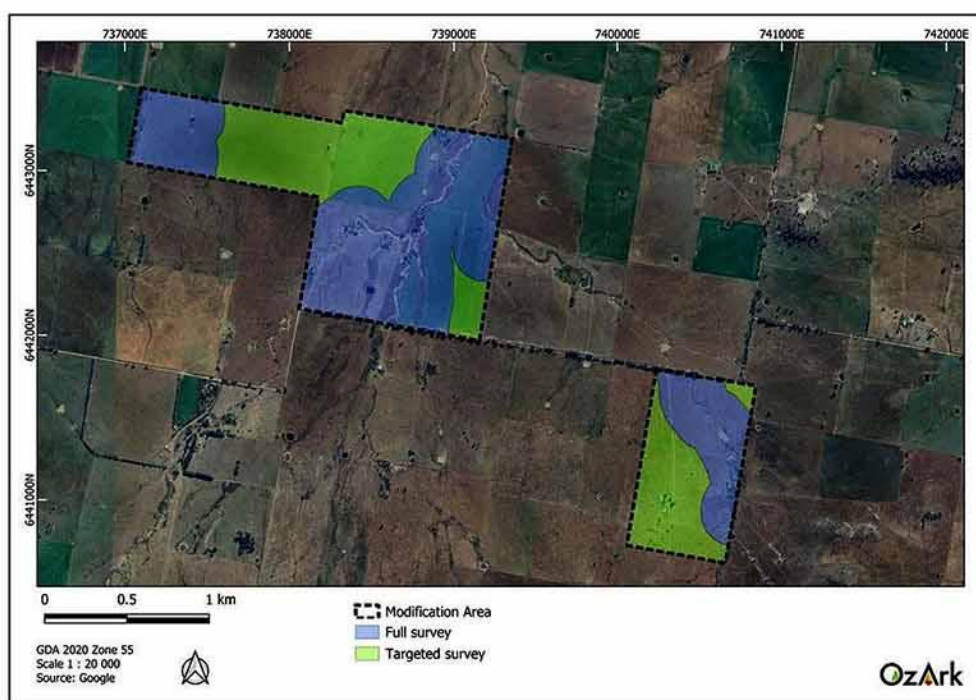 737000E 738000E 739000E 740000E 741000E 742000E
6443000N
6442000N
6441000N
0 0.5 1 km
GDA 2020 Zone 55
Scale 1 : 20 000
Source: Google
Modification Area
Full survey
Targeted survey
OzArk